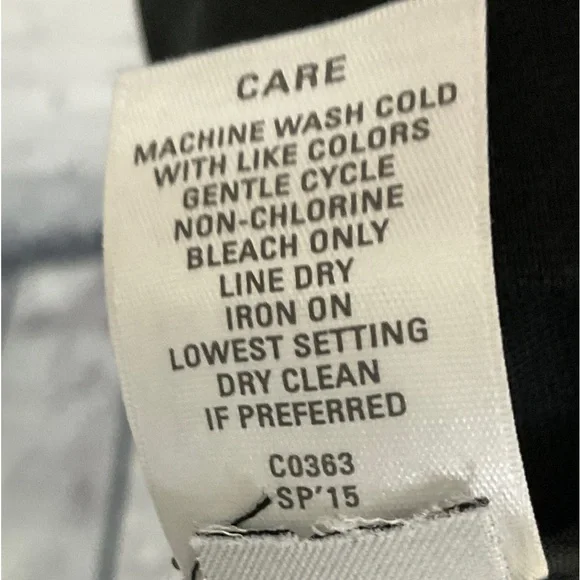 CARE
MACHINE WASH COLD
WITH LIKE COLORS
GENTLE CYCLE
NON-CHLORINE
BLEACH ONLY
LINE DRY
IRON ON
LOWEST SETTING
DRY CLEAN
IF PREFERRED
C0363
SP'15